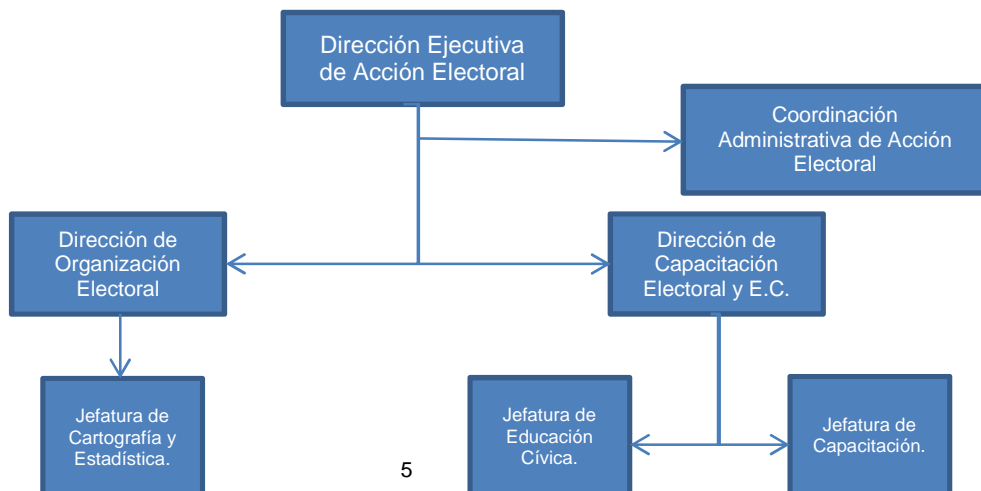 Dirección Ejecutiva
de Acción Electoral
Coordinación
Administrativa de Acción
Electoral
Dirección de
Organización
Electoral
Dirección de
Capacitación
Electoral y E.C.
Jefatura de
Cartografía y
Estadística.
Jefatura de
Educación
Cívica.
Jefatura de
Capacitación.
5